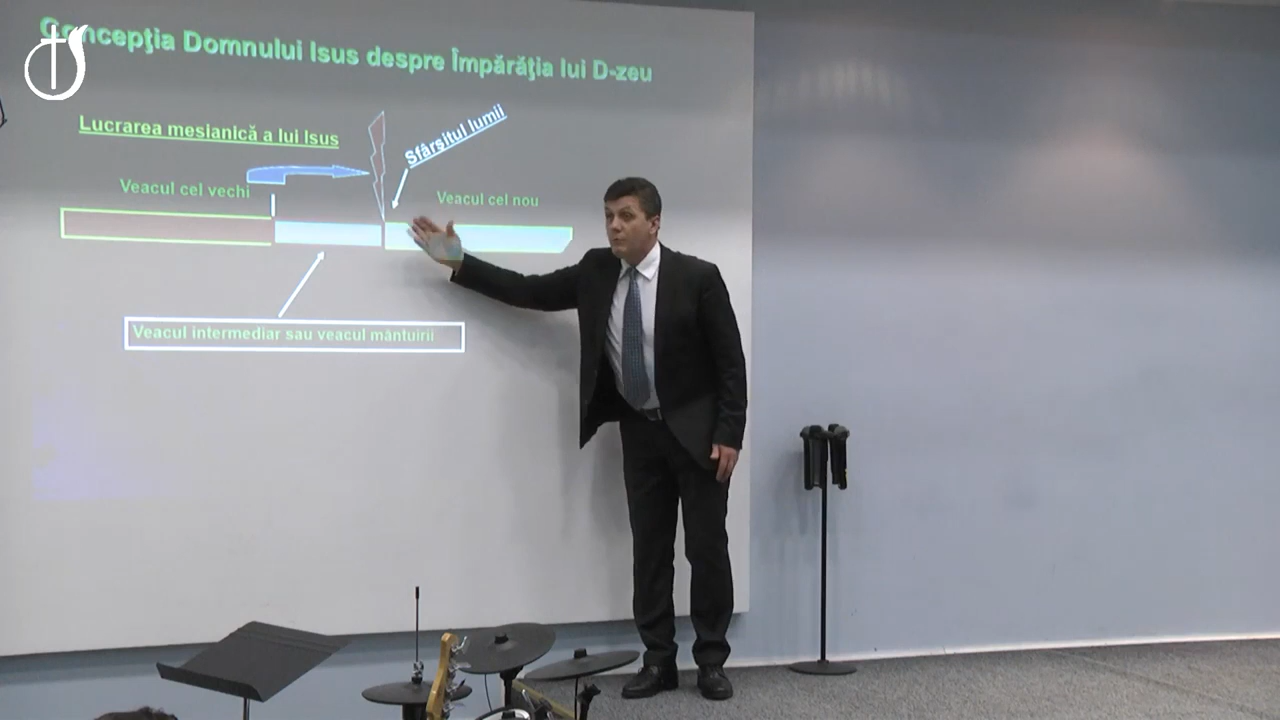 Concepţia Domnului Isus despre Împărăţia lui D-zeu
Lucrarea mesianică a lui Isus
Sfârşitul lumii
Veacul cel vechi
Veacul cel nou
Veacul intermediar sau veacul mântuirii